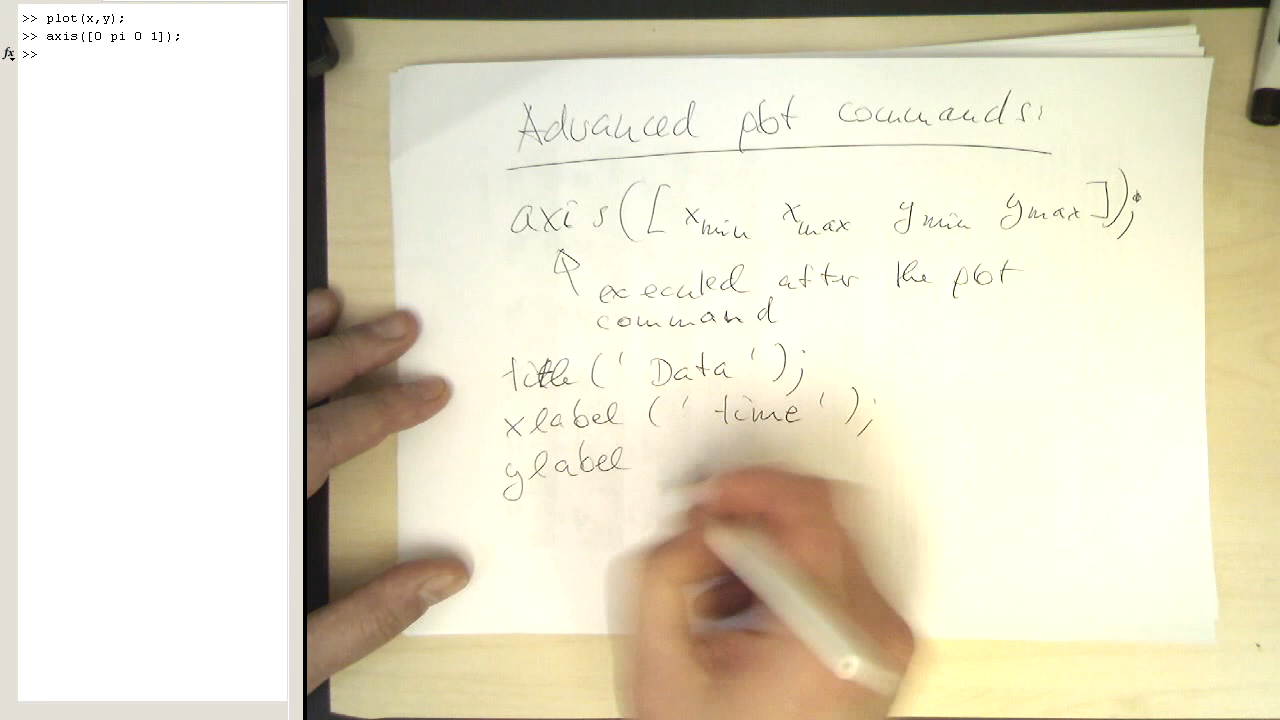 >> plot(x,y);
>> axis([0 pi 0 1]);
fx >>
Advanced plot commands:
axis([ xmin xmax ymin ymax ]);
executed after the plot
command
title(' Data ');
xlabel (' time ');
ylabel